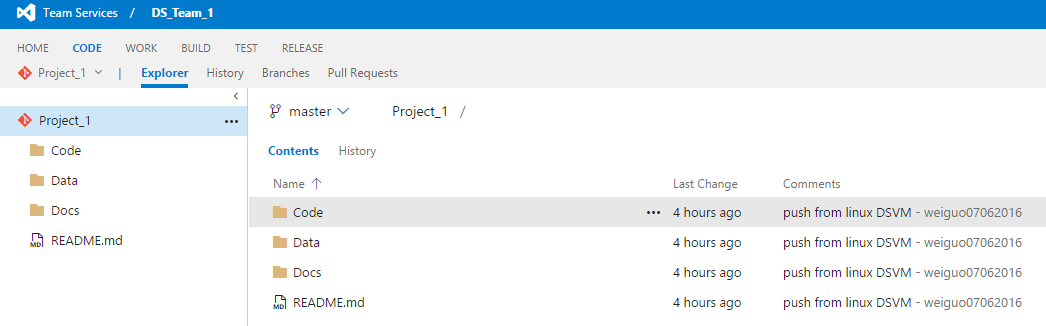 Team Services / DS_Team_1
HOME CODE WORK BUILD TEST RELEASE
Project_1 | Explorer History Branches Pull Requests
Project_1 ...
Code
Data
Docs
README.md
master Project_1 /
Contents History
Name Last Change Comments
Code ... 4 hours ago push from linux DSVM - weiguo07062016
Data 4 hours ago push from linux DSVM - weiguo07062016
Docs 4 hours ago push from linux DSVM - weiguo07062016
README.md 4 hours ago push from linux DSVM - weiguo07062016